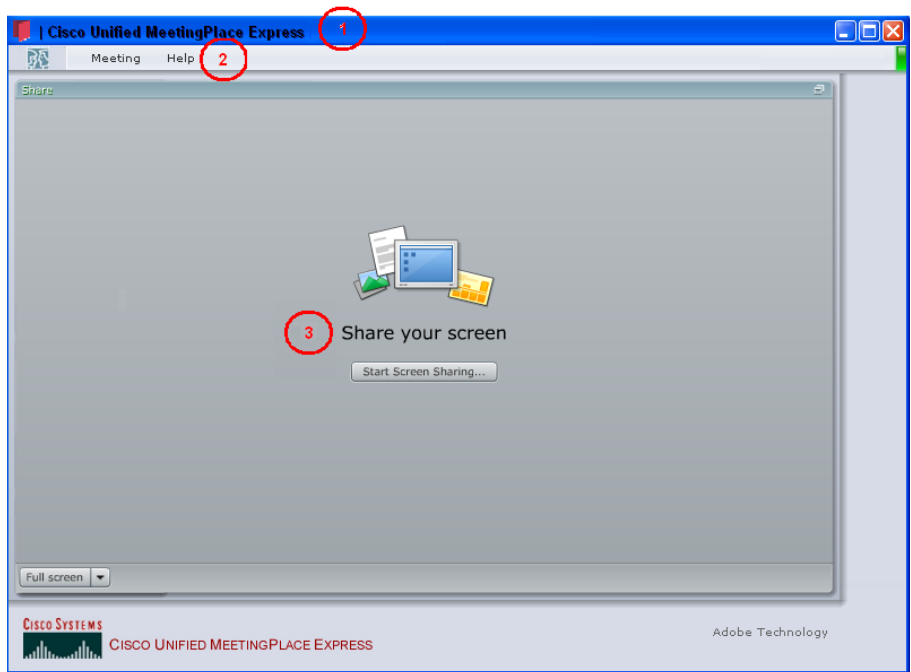 | Cisco Unified MeetingPlace Express 1
Meeting Help 2
Share
3 Share your screen
Start Screen Sharing...
Full screen
CISCO SYSTEMS
CISCO UNIFIED MEETINGPLACE EXPRESS
Adobe Technology